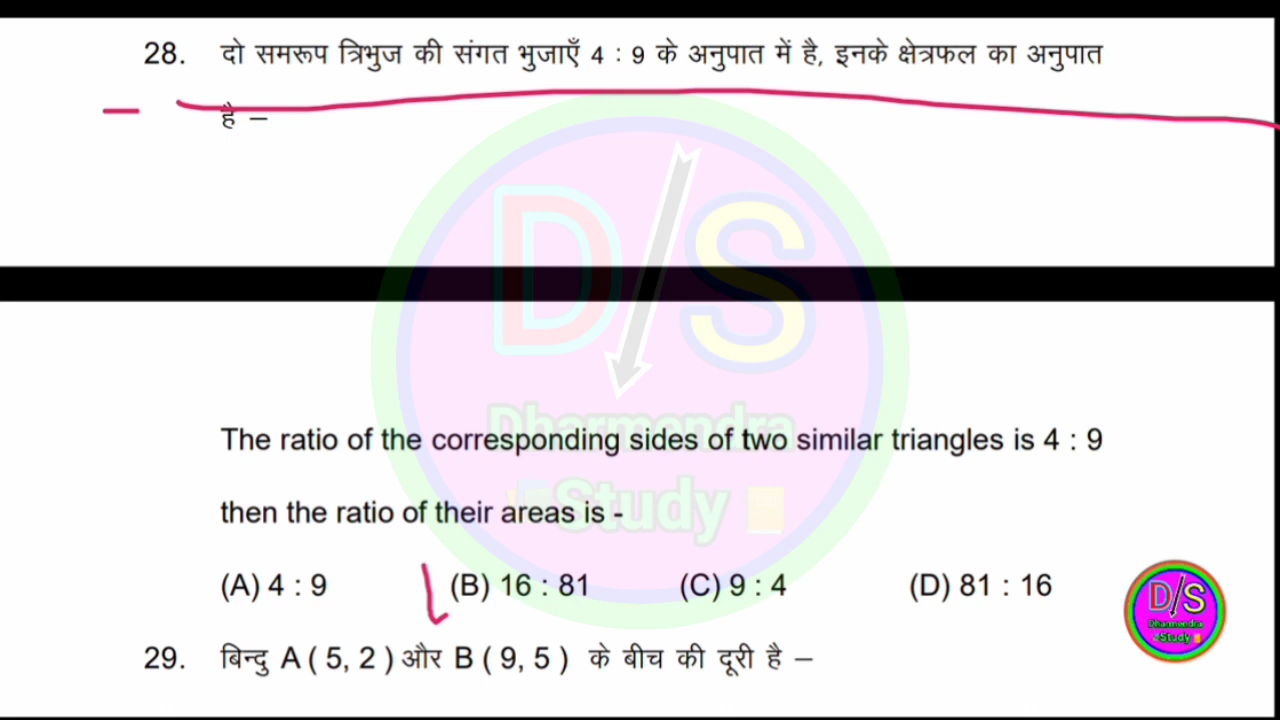 28. दो समरूप त्रिभुज की संगत भुजाएँ 4 : 9 के अनुपात में है, इनके क्षेत्रफल का अनुपात
है –
D/S
Dharmendra
Study
The ratio of the corresponding sides of two similar triangles is 4 : 9
then the ratio of their areas is -
(A) 4 : 9 (B) 16 : 81 (C) 9 : 4 (D) 81 : 16
D/S
Dharmendra
Study
29. बिन्दु A ( 5, 2 ) और B ( 9, 5 ) के बीच की दूरी है –